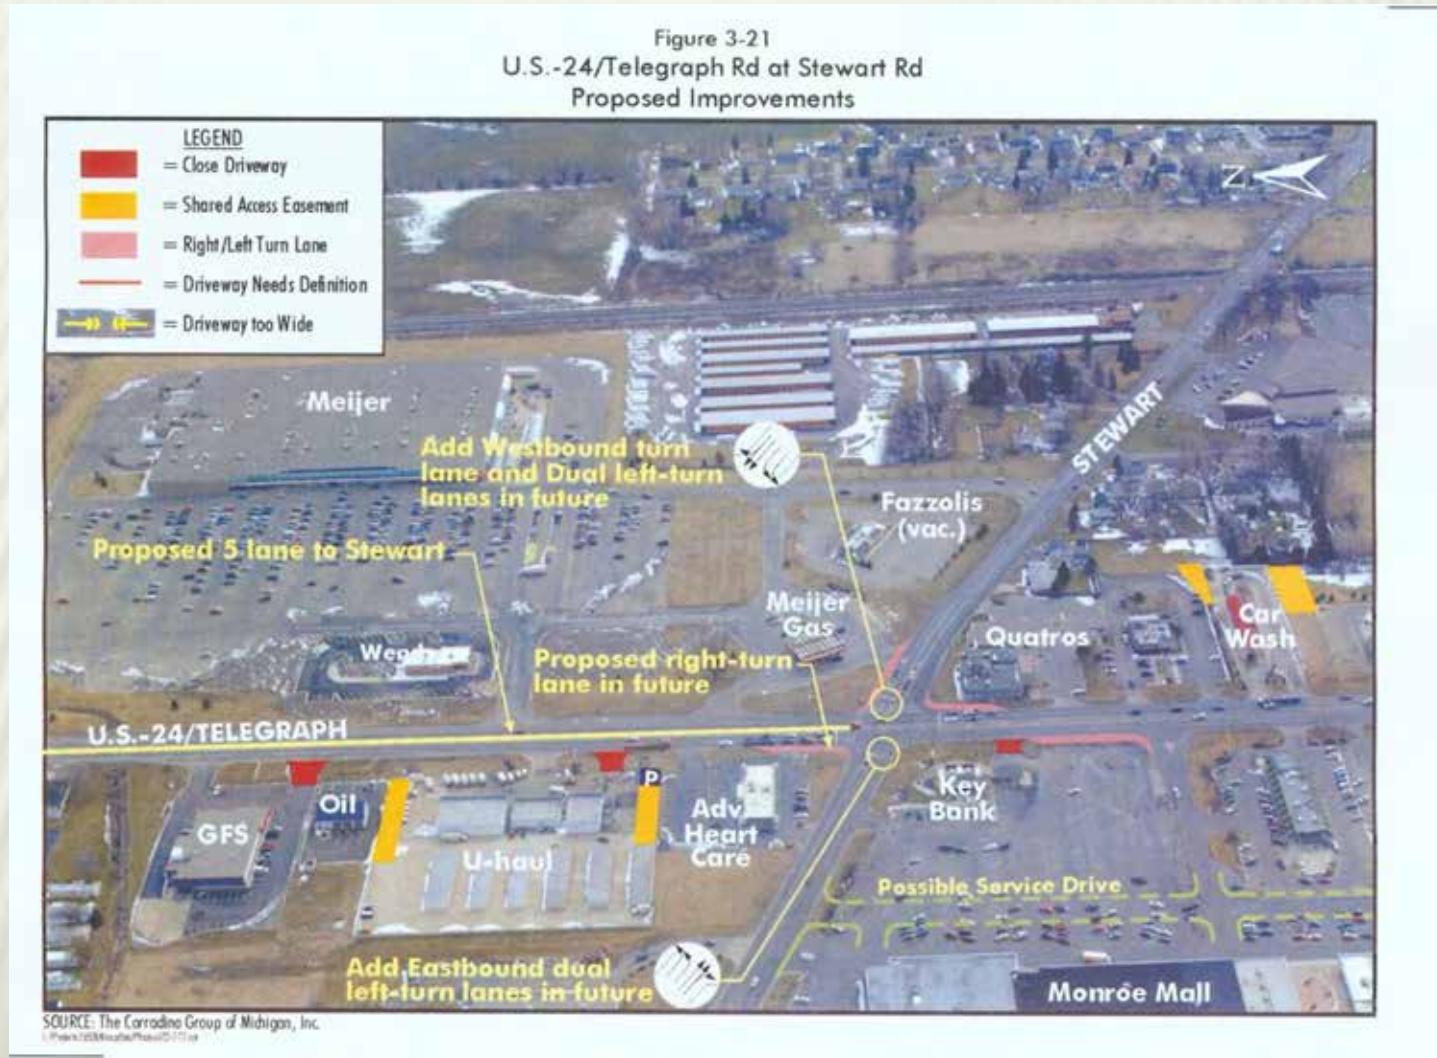 Figure 3-21
U.S.-24/Telegraph Rd at Stewart Rd
Proposed Improvements
LEGEND
= Close Driveway
= Shared Access Easement
= Right/Left Turn Lane
= Driveway Needs Definition
= Driveway too Wide
N
Meijer
Add Westbound turn
lane and Dual left-turn
lanes in future
STEWART
Fazzolis
(vac.)
Proposed 5 lane to Stewart
Meijer
Gas
Quatros
Car
Wash
Proposed right-turn
lane in future
U.S.-24/TELEGRAPH
GFS
Oil
U-haul
P
Adv
Heart
Care
Key
Bank
Possible Service Drive
Add Eastbound dual
left-turn lanes in future
Monroe Mall
SOURCE: The Corradino Group of Michigan, Inc.